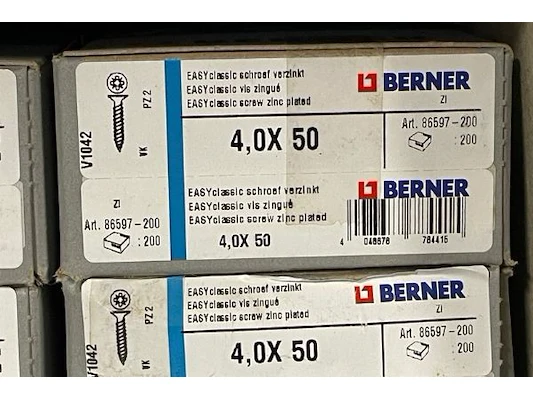 V1042
PZ 2
VK
EASYclassic schroef verzinkt
EASYclassic vis zingué
EASYclassic screw zinc plated
BERNER
ZI
4,0X 50
Art. 86597-200
: 200
ZI
Art. 86597-200
: 200
EASYclassic schroef verzinkt
EASYclassic vis zingué
EASYclassic screw zinc plated
4,0X 50
BERNER
V1042
PZ 2
VK
EASYclassic schroef verzinkt
EASYclassic vis zingué
EASYclassic screw zinc plated
BERNER
ZI
4,0X 50
Art. 86597-200
: 200